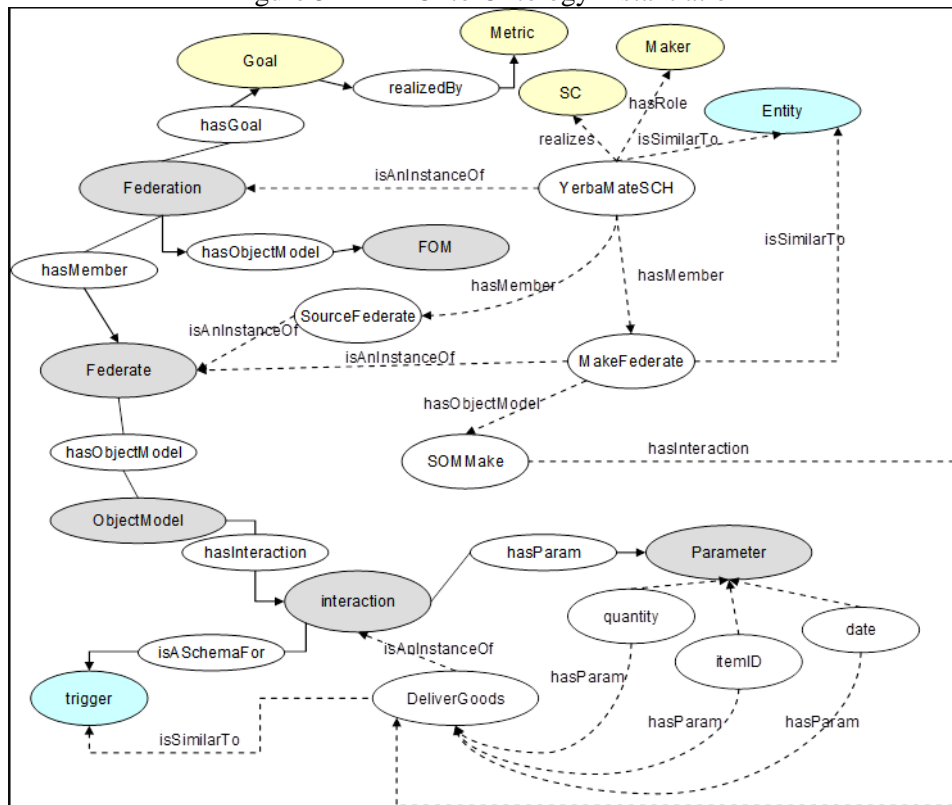 Metric
Maker
Goal
realizedBy
SC
hasRole
Entity
hasGoal
realizes
isSimilarTo
isAnInstanceOf
Federation
YerbaMateSCH
hasObjectModel
FOM
isSimilarTo
hasMember
hasMember
hasMember
SourceFederate
isAnInstanceOf
isAnInstanceOf
Federate
MakeFederate
hasObjectModel
hasObjectModel
SOMMake
hasInteraction
ObjectModel
hasInteraction
hasParam
Parameter
interaction
quantity
date
isASchemaFor
isAnInstanceOf
itemID
hasParam
trigger
DeliverGoods
hasParam
hasParam
isSimilarTo